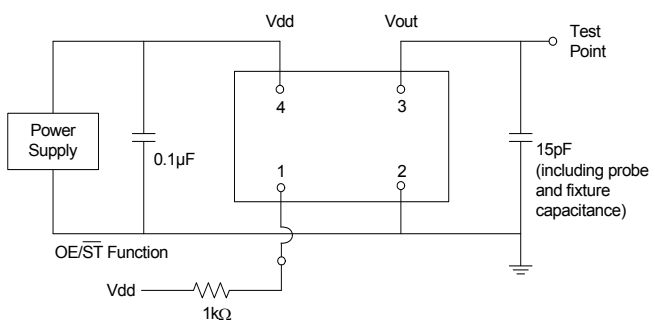 Vdd
Vout
Test
Point
4
3
Power
Supply
0.1µF
1
2
15pF
(including probe
and fixture
capacitance)
OE/S̅T̅ Function
Vdd
1kΩ